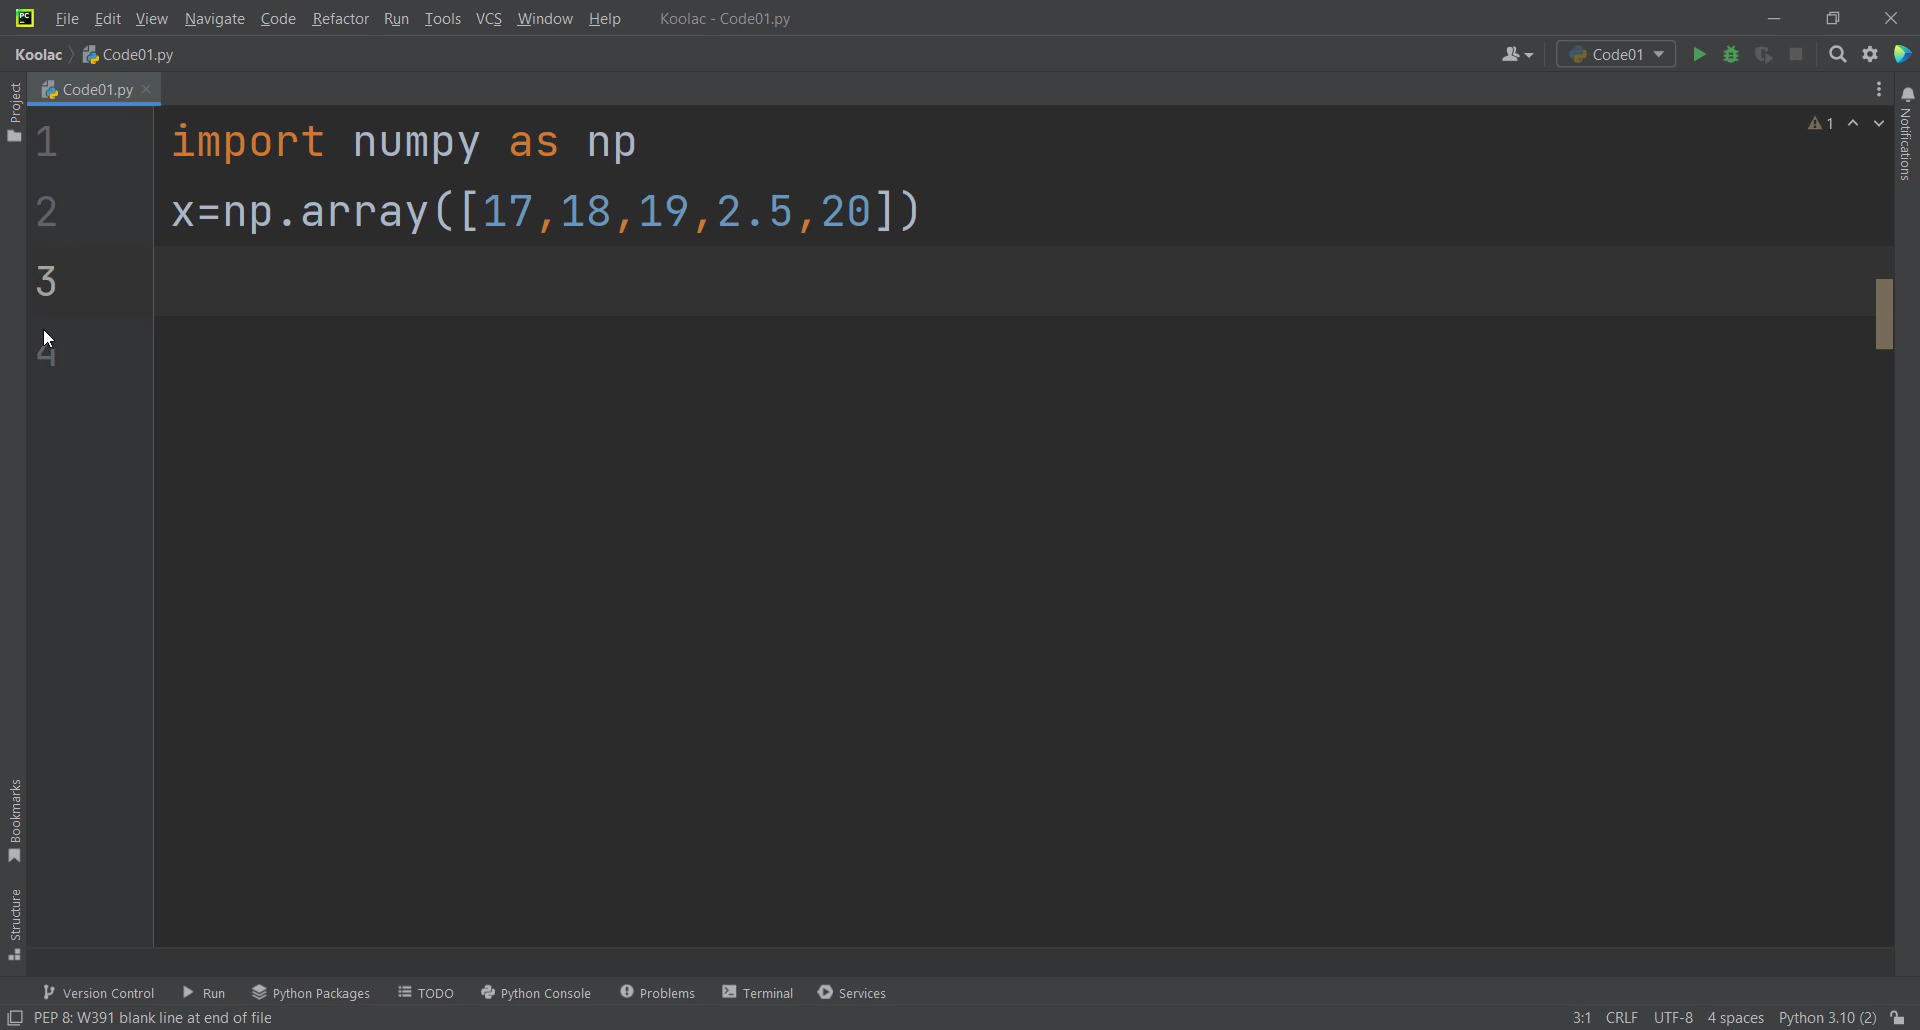 PC File Edit View Navigate Code Refactor Run Tools VCS Window Help Koolac - Code01.py
Koolac Code01.py Code01
Code01.py
Project
Notifications
1 import numpy as np
1
2 x=np.array([17,18,19,2.5,20])
3
4
Bookmarks
Structure
Version Control Run Python Packages TODO Python Console Problems Terminal Services
PEP 8: W391 blank line at end of file 3:1 CRLF UTF-8 4 spaces Python 3.10 (2)